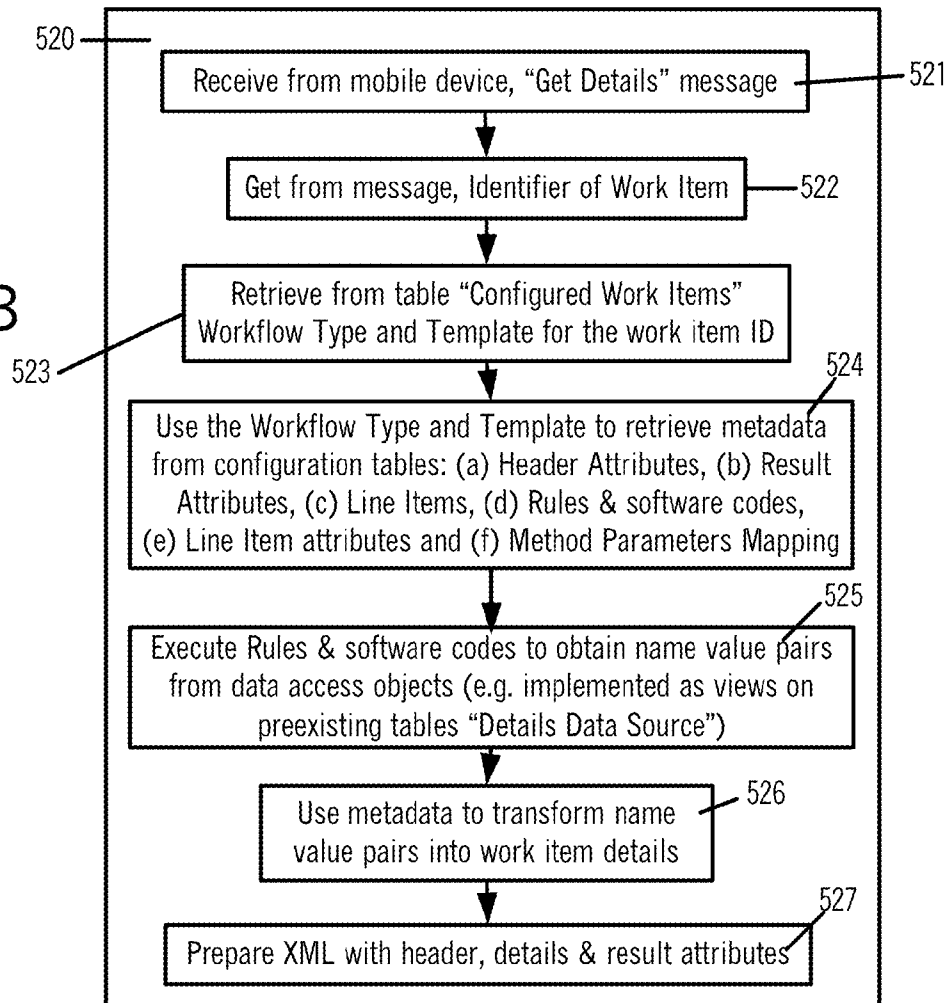 520
Receive from mobile device, "Get Details" message
521
Get from message, Identifier of Work Item
522
Retrieve from table "Configured Work Items"
Workflow Type and Template for the work item ID
523
524
Use the Workflow Type and Template to retrieve metadata
from configuration tables: (a) Header Attributes, (b) Result
Attributes, (c) Line Items, (d) Rules & software codes,
(e) Line Item attributes and (f) Method Parameters Mapping
525
Execute Rules & software codes to obtain name value pairs
from data access objects (e.g. implemented as views on
preexisting tables "Details Data Source")
526
Use metadata to transform name
value pairs into work item details
527
Prepare XML with header, details & result attributes